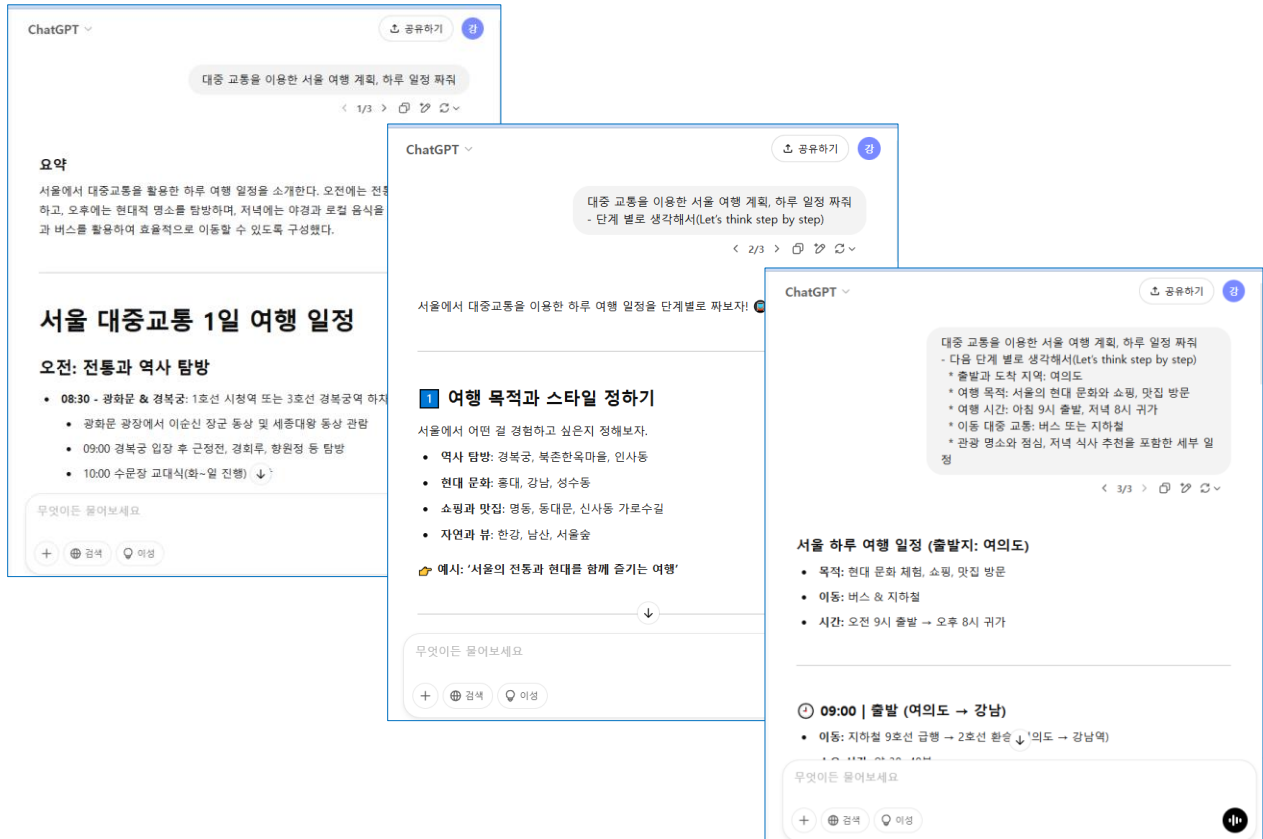 ChatGPT
공유하기
강
대중 교통을 이용한 서울 여행 계획, 하루 일정 짜줘
1/3
요약
서울에서 대중교통을 활용한 하루 여행 일정을 소개한다. 오전에는 전통
하고, 오후에는 현대적 명소를 탐방하며, 저녁에는 야경과 로컬 음식을
과 버스를 활용하여 효율적으로 이동할 수 있도록 구성했다.
서울 대중교통 1일 여행 일정
오전: 전통과 역사 탐방
• 08:30 - 광화문 & 경복궁: 1호선 시청역 또는 3호선 경복궁역 하차
• 광화문 광장에서 이순신 장군 동상 및 세종대왕 동상 관람
• 09:00 경복궁 입장 후 근정전, 경회루, 향원정 등 탐방
• 10:00 수문장 교대식(화~일 진행)
무엇이든 물어보세요
검색
이성
ChatGPT
공유하기
강
대중 교통을 이용한 서울 여행 계획, 하루 일정 짜줘
- 단계 별로 생각해서(Let's think step by step)
2/3
서울에서 대중교통을 이용한 하루 여행 일정을 단계별로 짜보자!
1 여행 목적과 스타일 정하기
서울에서 어떤 걸 경험하고 싶은지 정해보자.
• 역사 탐방: 경복궁, 북촌한옥마을, 인사동
• 현대 문화: 홍대, 강남, 성수동
• 쇼핑과 맛집: 명동, 동대문, 신사동 가로수길
• 자연과 뷰: 한강, 남산, 서울숲
👉 예시: '서울의 전통과 현대를 함께 즐기는 여행'
무엇이든 물어보세요
검색
이성
ChatGPT
공유하기
강
대중 교통을 이용한 서울 여행 계획, 하루 일정 짜줘
- 다음 단계 별로 생각해서(Let's think step by step)
* 출발과 도착 지역: 여의도
* 여행 목적: 서울의 현대 문화와 쇼핑, 맛집 방문
* 여행 시간: 아침 9시 출발, 저녁 8시 귀가
* 이동 대중 교통: 버스 또는 지하철
* 관광 명소와 점심, 저녁 식사 추천을 포함한 세부 일
정
3/3
서울 하루 여행 일정 (출발지: 여의도)
• 목적: 현대 문화 체험, 쇼핑, 맛집 방문
• 이동: 버스 & 지하철
• 시간: 오전 9시 출발 → 오후 8시 귀가
09:00 | 출발 (여의도 → 강남)
• 이동: 지하철 9호선 급행 → 2호선 환승 의도 → 강남역)
무엇이든 물어보세요
검색
이성